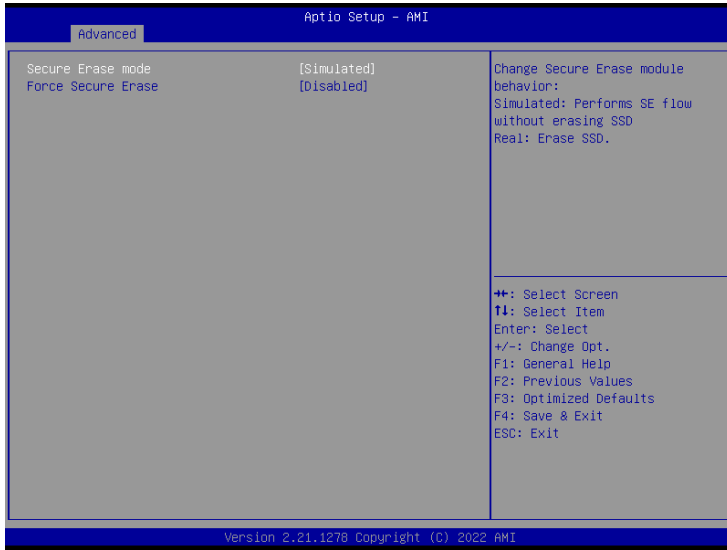 Aptio Setup – AMI
Advanced
Secure Erase mode [Simulated]
Force Secure Erase [Disabled]
Change Secure Erase module
behavior:
Simulated: Performs SE flow
without erasing SSD
Real: Erase SSD.
→←: Select Screen
↑↓: Select Item
Enter: Select
+/-: Change Opt.
F1: General Help
F2: Previous Values
F3: Optimized Defaults
F4: Save & Exit
ESC: Exit
Version 2.21.1278 Copyright (C) 2022 AMI